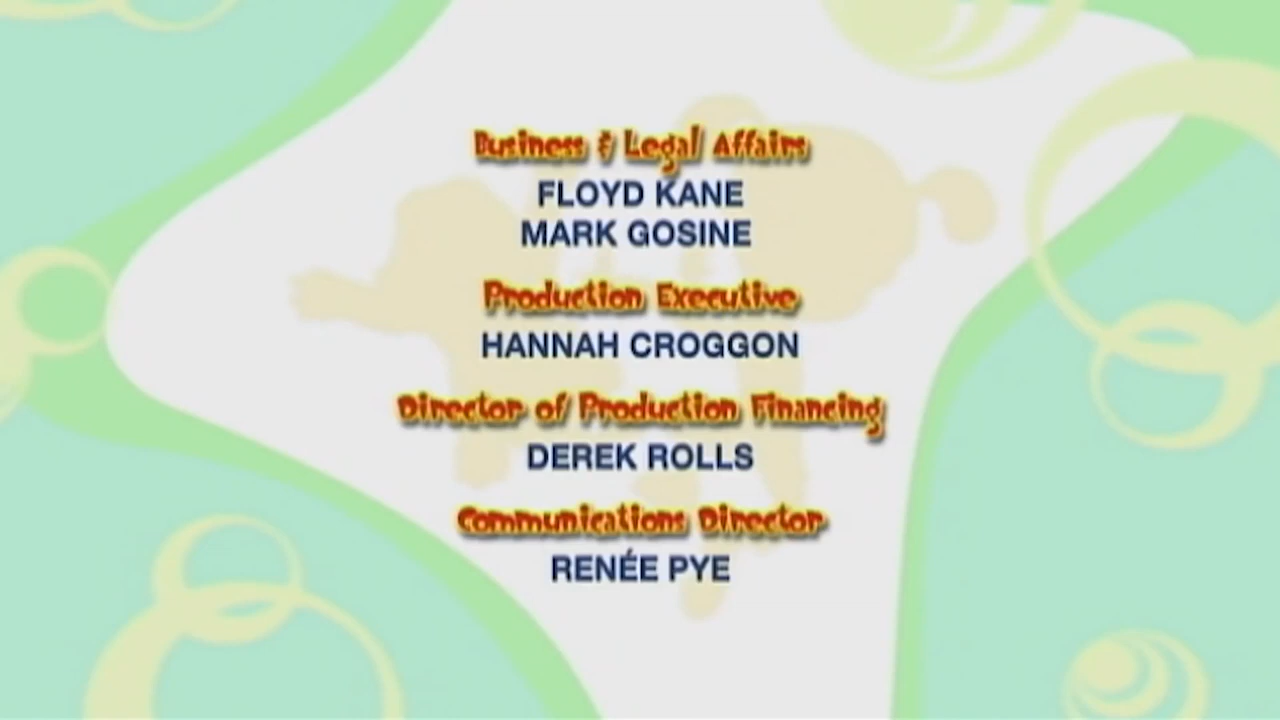 Business & Legal Affairs
FLOYD KANE
MARK GOSINE
Production Executive
HANNAH CROGGON
Director of Production Financing
DEREK ROLLS
Communications Director
RENÉE PYE